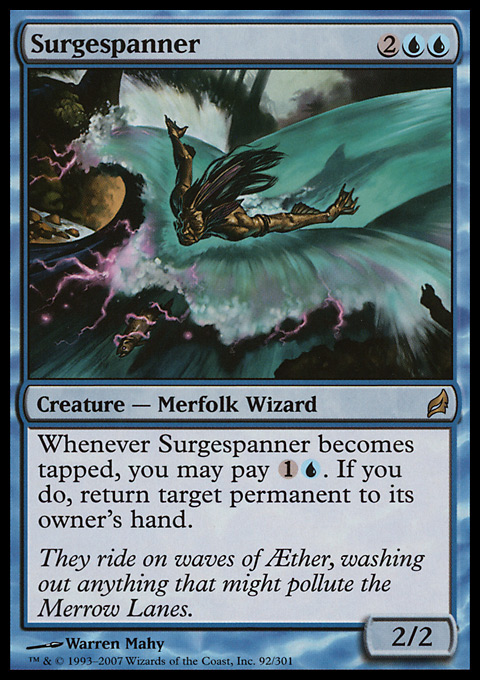 Surgespanner 2
Creature — Merfolk Wizard
Whenever Surgespanner becomes
tapped, you may pay 1 . If you
do, return target permanent to its
owner's hand.
They ride on waves of Æther, washing
out anything that might pollute the
Merrow Lanes.
Warren Mahy
2/2
™ & © 1993–2007 Wizards of the Coast, Inc. 92/301